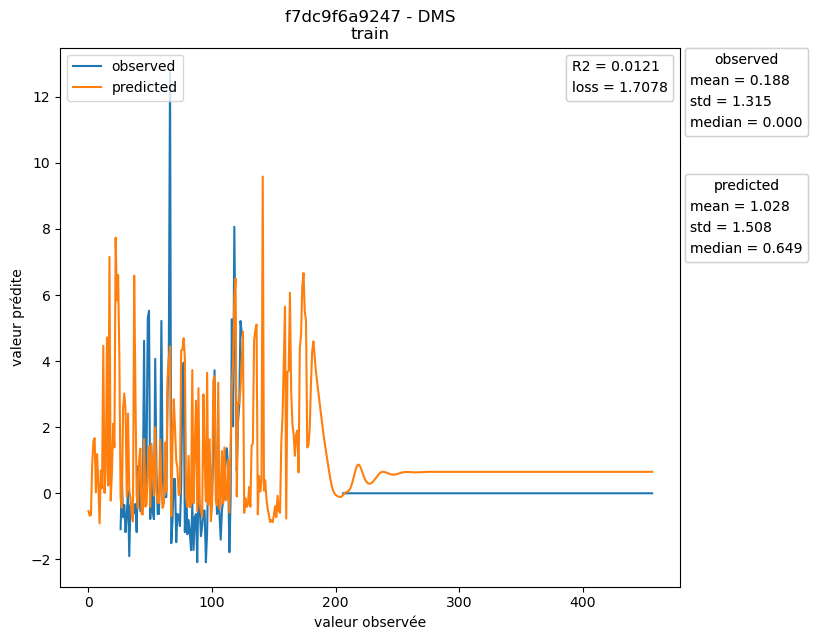 f7dc9f6a9247 - DMS
train
observed
predicted
R2 = 0.0121
loss = 1.7078
observed
mean = 0.188
std = 1.315
median = 0.000
predicted
mean = 1.028
std = 1.508
median = 0.649
valeur prédite
12
10
8
6
4
2
0
−2
0
100
200
300
400
valeur observée